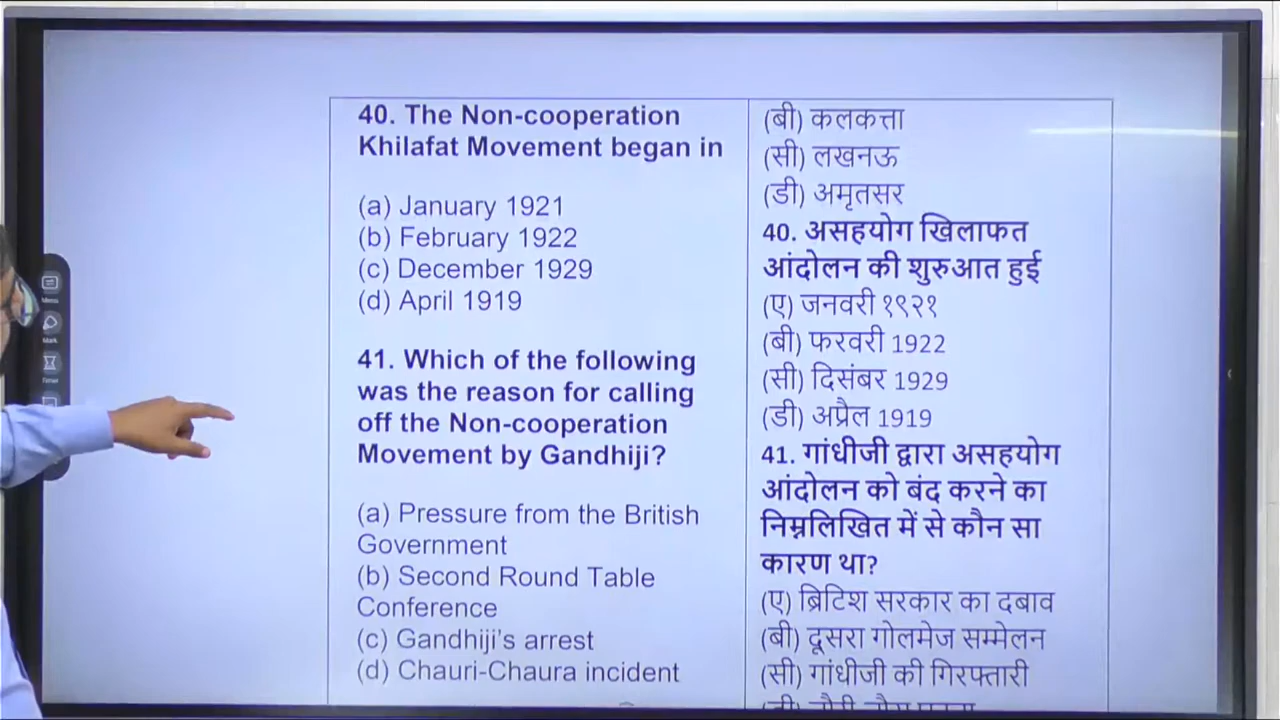 40. The Non-cooperation
Khilafat Movement began in
(a) January 1921
(b) February 1922
(c) December 1929
(d) April 1919
41. Which of the following
was the reason for calling
off the Non-cooperation
Movement by Gandhiji?
(a) Pressure from the British
Government
(b) Second Round Table
Conference
(c) Gandhiji's arrest
(d) Chauri-Chaura incident
(बी) कलकत्ता
(सी) लखनऊ
(डी) अमृतसर
40. असहयोग खिलाफत
आंदोलन की शुरुआत हुई
(ए) जनवरी १९२१
(बी) फरवरी 1922
(सी) दिसंबर 1929
(डी) अप्रैल 1919
41. गांधीजी द्वारा असहयोग
आंदोलन को बंद करने का
निम्नलिखित में से कौन सा
कारण था?
(ए) ब्रिटिश सरकार का दबाव
(बी) दूसरा गोलमेज सम्मेलन
(सी) गांधीजी की गिरफ्तारी
Menu
Mark
Timer